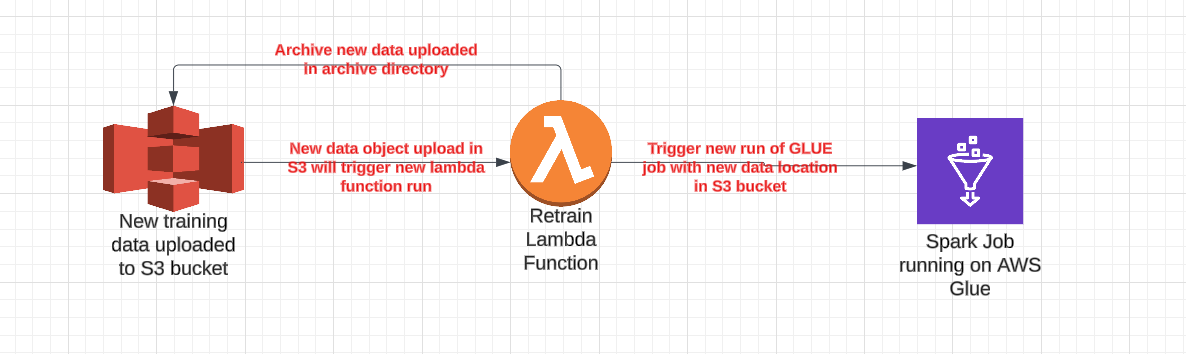 Archive new data uploaded
in archive directory
New data object upload in
S3 will trigger new lambda
function run
Trigger new run of GLUE
job with new data location
in S3 bucket
New training
data uploaded
to S3 bucket
Retrain
Lambda
Function
Spark Job
running on AWS
Glue